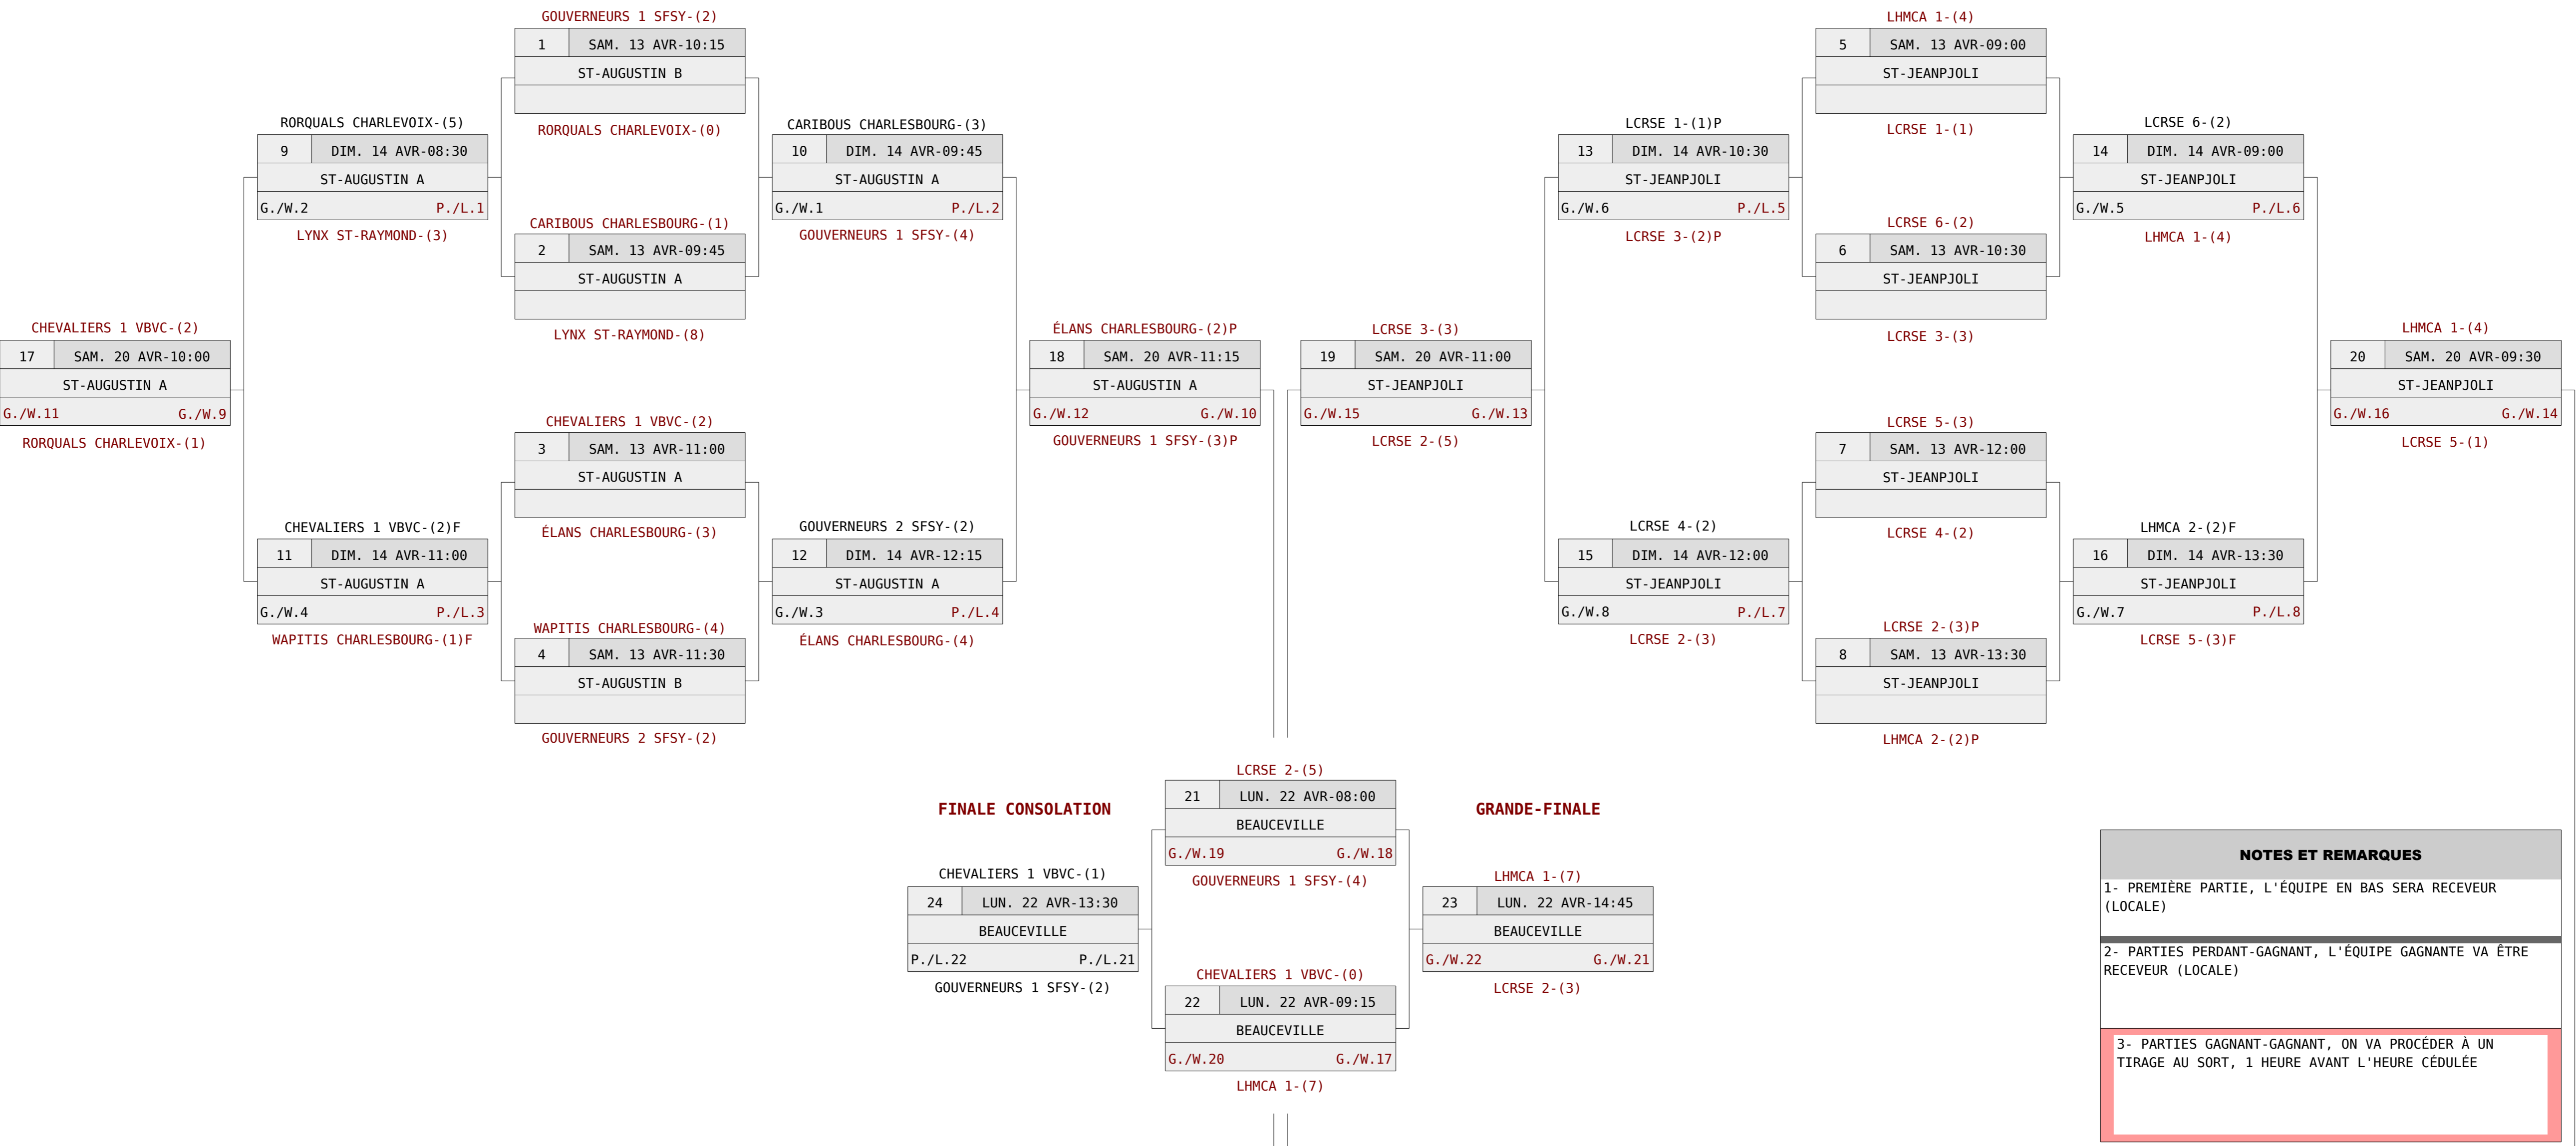 GOUVERNEURS 1 SFSY-(2)
1 SAM. 13 AVR-10:15
ST-AUGUSTIN B
RORQUALS CHARLEVOIX-(0)
CARIBOUS CHARLESBOURG-(1)
2 SAM. 13 AVR-09:45
ST-AUGUSTIN A
LYNX ST-RAYMOND-(8)
CHEVALIERS 1 VBVC-(2)
3 SAM. 13 AVR-11:00
ST-AUGUSTIN A
ÉLANS CHARLESBOURG-(3)
WAPITIS CHARLESBOURG-(4)
4 SAM. 13 AVR-11:30
ST-AUGUSTIN B
GOUVERNEURS 2 SFSY-(2)
RORQUALS CHARLEVOIX-(5)
9 DIM. 14 AVR-08:30
ST-AUGUSTIN A
G./W.2 P./L.1
LYNX ST-RAYMOND-(3)
CARIBOUS CHARLESBOURG-(3)
10 DIM. 14 AVR-09:45
ST-AUGUSTIN A
G./W.1 P./L.2
GOUVERNEURS 1 SFSY-(4)
CHEVALIERS 1 VBVC-(2)F
11 DIM. 14 AVR-11:00
ST-AUGUSTIN A
G./W.4 P./L.3
WAPITIS CHARLESBOURG-(1)F
GOUVERNEURS 2 SFSY-(2)
12 DIM. 14 AVR-12:15
ST-AUGUSTIN A
G./W.3 P./L.4
ÉLANS CHARLESBOURG-(4)
CHEVALIERS 1 VBVC-(2)
17 SAM. 20 AVR-10:00
ST-AUGUSTIN A
G./W.11 G./W.9
RORQUALS CHARLEVOIX-(1)
ÉLANS CHARLESBOURG-(2)P
18 SAM. 20 AVR-11:15
ST-AUGUSTIN A
G./W.12 G./W.10
GOUVERNEURS 1 SFSY-(3)P
LHMCA 1-(4)
5 SAM. 13 AVR-09:00
ST-JEANPJOLI
LCRSE 1-(1)
LCRSE 6-(2)
6 SAM. 13 AVR-10:30
ST-JEANPJOLI
LCRSE 3-(3)
LCRSE 5-(3)
7 SAM. 13 AVR-12:00
ST-JEANPJOLI
LCRSE 4-(2)
LCRSE 2-(3)P
8 SAM. 13 AVR-13:30
ST-JEANPJOLI
LHMCA 2-(2)P
LCRSE 1-(1)P
13 DIM. 14 AVR-10:30
ST-JEANPJOLI
G./W.6 P./L.5
LCRSE 3-(2)P
LCRSE 6-(2)
14 DIM. 14 AVR-09:00
ST-JEANPJOLI
G./W.5 P./L.6
LHMCA 1-(4)
LCRSE 4-(2)
15 DIM. 14 AVR-12:00
ST-JEANPJOLI
G./W.8 P./L.7
LCRSE 2-(3)
LHMCA 2-(2)F
16 DIM. 14 AVR-13:30
ST-JEANPJOLI
G./W.7 P./L.8
LCRSE 5-(3)F
LCRSE 3-(3)
19 SAM. 20 AVR-11:00
ST-JEANPJOLI
G./W.15 G./W.13
LCRSE 2-(5)
LHMCA 1-(4)
20 SAM. 20 AVR-09:30
ST-JEANPJOLI
G./W.16 G./W.14
LCRSE 5-(1)
LCRSE 2-(5)
21 LUN. 22 AVR-08:00
BEAUCEVILLE
G./W.19 G./W.18
GOUVERNEURS 1 SFSY-(4)
CHEVALIERS 1 VBVC-(0)
22 LUN. 22 AVR-09:15
BEAUCEVILLE
G./W.20 G./W.17
LHMCA 1-(7)
FINALE CONSOLATION
CHEVALIERS 1 VBVC-(1)
24 LUN. 22 AVR-13:30
BEAUCEVILLE
P./L.22 P./L.21
GOUVERNEURS 1 SFSY-(2)
GRANDE-FINALE
LHMCA 1-(7)
23 LUN. 22 AVR-14:45
BEAUCEVILLE
G./W.22 G./W.21
LCRSE 2-(3)
NOTES ET REMARQUES
1- PREMIÈRE PARTIE, L'ÉQUIPE EN BAS SERA RECEVEUR
(LOCALE)
2- PARTIES PERDANT-GAGNANT, L'ÉQUIPE GAGNANTE VA ÊTRE
RECEVEUR (LOCALE)
3- PARTIES GAGNANT-GAGNANT, ON VA PROCÉDER À UN
TIRAGE AU SORT, 1 HEURE AVANT L'HEURE CÉDULÉE